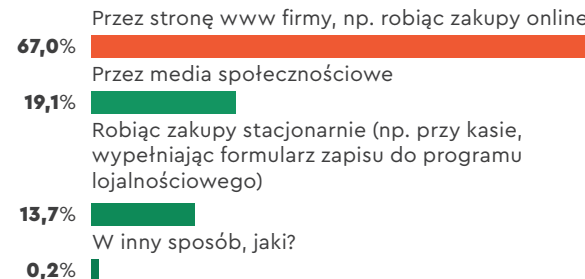 Przez stronę www firmy, np. robiąc zakupy online
67,0%
Przez media społecznościowe
19,1%
Robiąc zakupy stacjonarnie (np. przy kasie,
wypełniając formularz zapisu do programu
lojalnościowego)
13,7%
W inny sposób, jaki?
0,2%